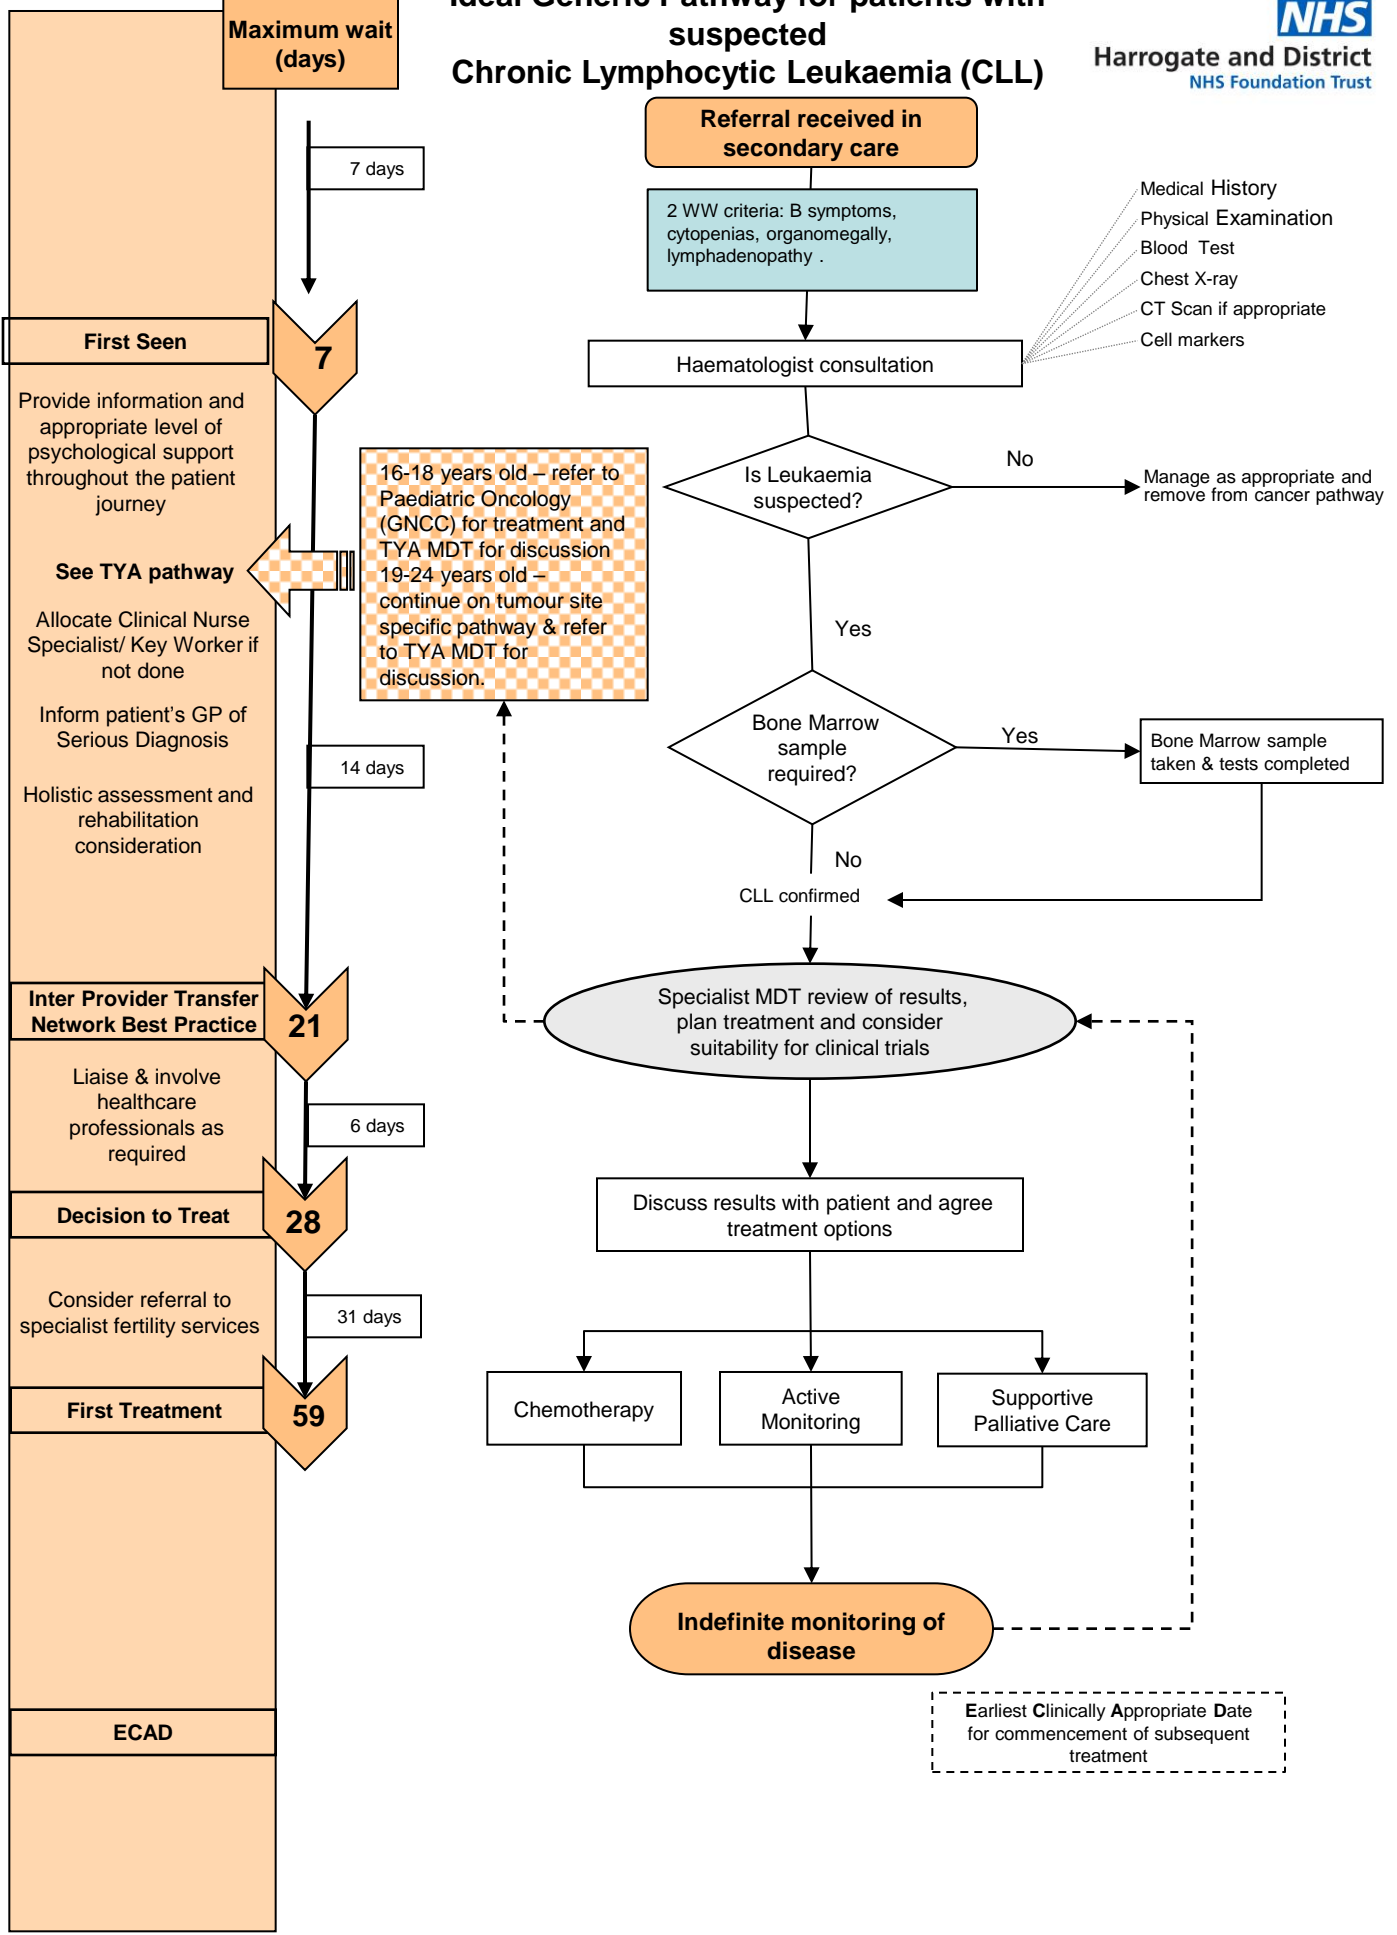 Maximum wait
(days)
Ideal Generic Pathway for patients with
suspected
Chronic Lymphocytic Leukaemia (CLL)
NHS
Harrogate and District
NHS Foundation Trust
7 days
First Seen
7
Provide information and
appropriate level of
psychological support
throughout the patient
journey
See TYA pathway
Allocate Clinical Nurse
Specialist/ Key Worker if
not done
Inform patient's GP of
Serious Diagnosis
Holistic assessment and
rehabilitation
consideration
14 days
Inter Provider Transfer
Network Best Practice
21
Liaise & involve
healthcare
professionals as
required
6 days
Decision to Treat
28
Consider referral to
specialist fertility services
31 days
First Treatment
59
ECAD
16-18 years old – refer to
Paediatric Oncology
(GNCC) for treatment and
TYA MDT for discussion
19-24 years old –
continue on tumour site
specific pathway & refer
to TYA MDT for
discussion.
Referral received in
secondary care
2 WW criteria: B symptoms,
cytopenias, organomegally,
lymphadenopathy .
Haematologist consultation
Medical History
Physical Examination
Blood Test
Chest X-ray
CT Scan if appropriate
Cell markers
Is Leukaemia
suspected?
No
Manage as appropriate and
remove from cancer pathway
Yes
Bone Marrow
sample
required?
Yes
Bone Marrow sample
taken & tests completed
No
CLL confirmed
Specialist MDT review of results,
plan treatment and consider
suitability for clinical trials
Discuss results with patient and agree
treatment options
Chemotherapy
Active
Monitoring
Supportive
Palliative Care
Indefinite monitoring of
disease
Earliest Clinically Appropriate Date
for commencement of subsequent
treatment